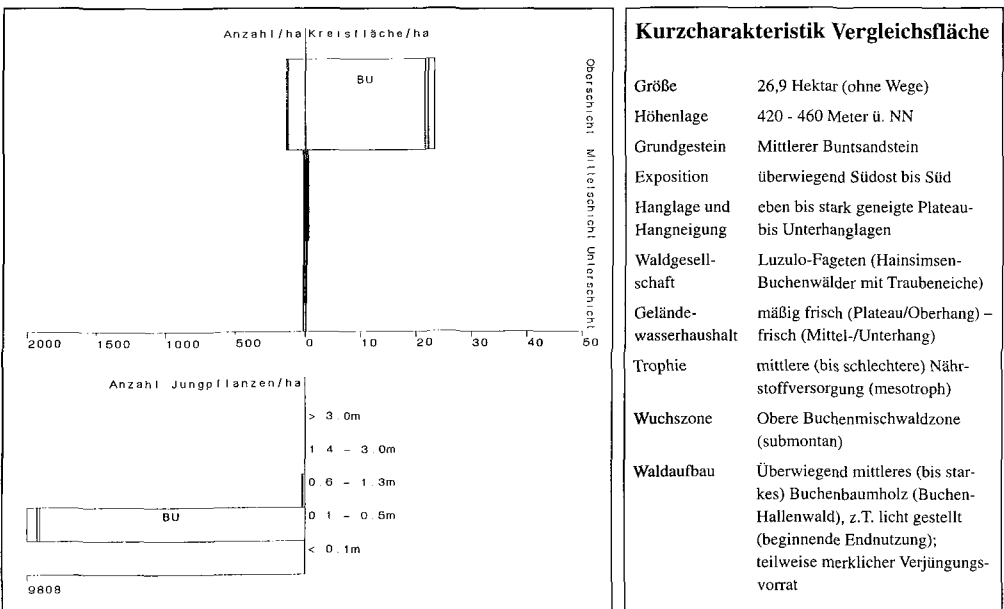 Anzahl/ha Kreisfläche/ha
BU
Oberschicht
Mittelschicht
Unterschicht
2000 1500 1000 500 0 10 20 30 40 50
Anzahl Jungpflanzen/ha
> 3.0m
1.4 - 3.0m
0.6 - 1.3m
BU
0.1 - 0.5m
< 0.1m
9808
Kurzcharakteristik Vergleichsfläche
Größe 26,9 Hektar (ohne Wege)
Höhenlage 420 - 460 Meter ü. NN
Grundgestein Mittlerer Buntsandstein
Exposition überwiegend Südost bis Süd
Hanglage und eben bis stark geneigte Plateau-
Hangneigung bis Unterhanglagen
Waldgesell- Luzulo-Fageten (Hainsimsen-
schaft Buchenwälder mit Traubeneiche)
Gelände- mäßig frisch (Plateau/Oberhang) –
wasserhaushalt frisch (Mittel-/Unterhang)
Trophie mittlere (bis schlechtere) Nähr-
stoffversorgung (mesotroph)
Wuchszone Obere Buchenmischwaldzone
(submontan)
Waldaufbau Überwiegend mittleres (bis star-
kes) Buchenbaumholz (Buchen-
Hallenwald), z.T. licht gestellt
(beginnende Endnutzung);
teilweise merklicher Verjüngungs-
vorrat